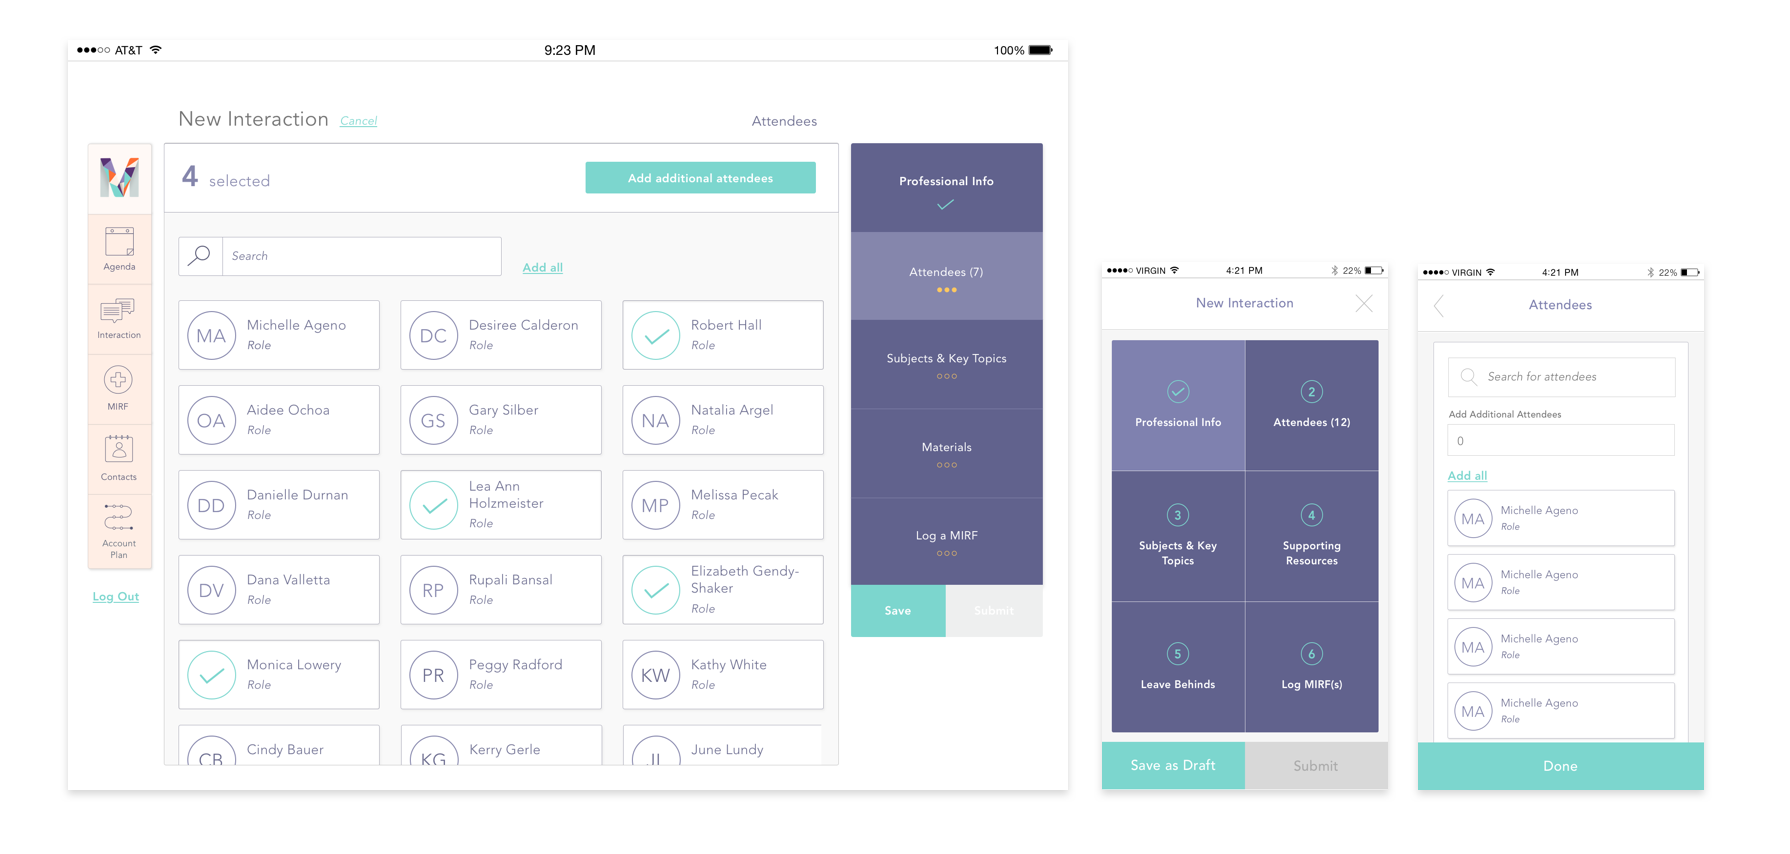 AT&T
9:23 PM
100%
New Interaction Cancel
Attendees
4 selected
Add additional attendees
Search
Add all
Agenda
Interaction
MIRF
Contacts
Account
Plan
Log Out
MA Michelle Ageno
Role
DC Desiree Calderon
Role
Robert Hall
Role
OA Aidee Ochoa
Role
GS Gary Silber
Role
NA Natalia Argel
Role
DD Danielle Durnan
Role
Lea Ann
Holzmeister
Role
MP Melissa Pecak
Role
DV Dana Valletta
Role
RP Rupali Bansal
Role
Elizabeth Gendy-
Shaker
Role
Monica Lowery
Role
PR Peggy Radford
Role
KW Kathy White
Role
CB Cindy Bauer
KG Kerry Gerle
JL June Lundy
Professional Info
Attendees (7)
Subjects & Key Topics
Materials
Log a MIRF
Save
Submit
VIRGIN
4:21 PM
22%
New Interaction
Professional Info
2
Attendees (12)
3
Subjects & Key
Topics
4
Supporting
Resources
5
Leave Behinds
6
Log MIRF(s)
Save as Draft
Submit
VIRGIN
4:21 PM
22%
Attendees
Search for attendees
Add Additional Attendees
0
Add all
MA Michelle Ageno
Role
MA Michelle Ageno
Role
MA Michelle Ageno
Role
MA Michelle Ageno
Role
Done